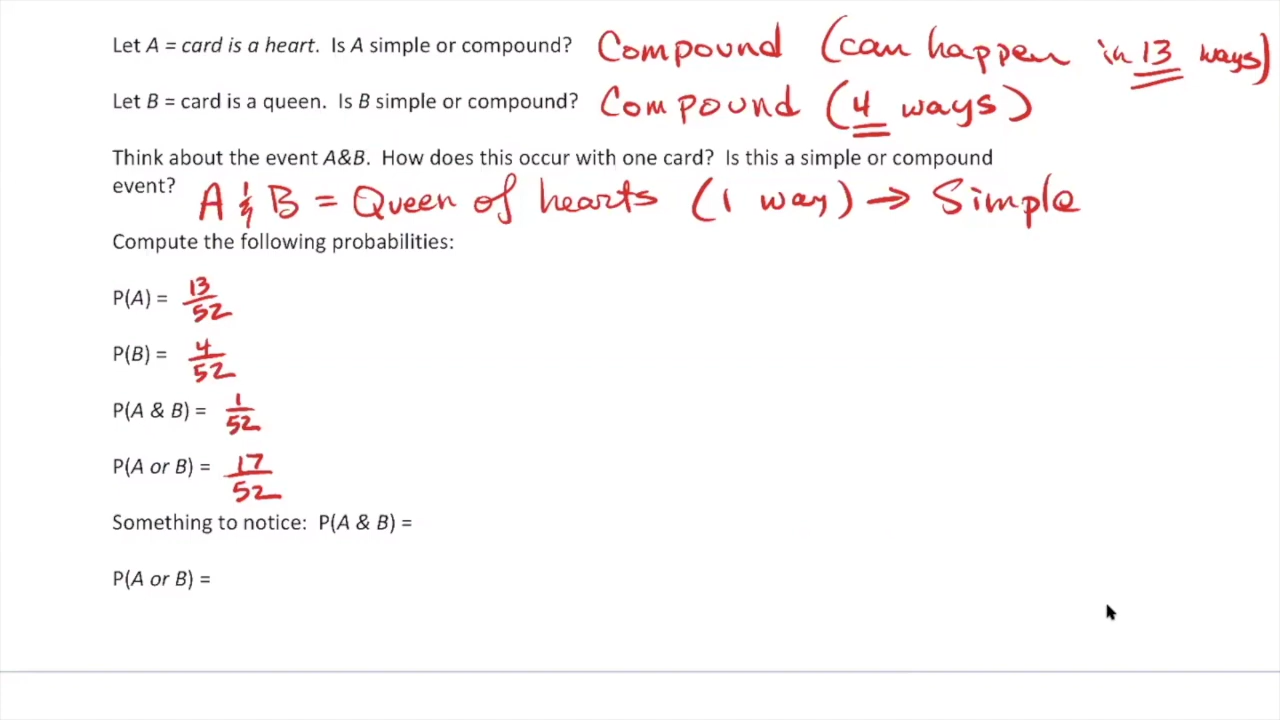 Let A = card is a heart. Is A simple or compound? Compound (can happen in 13 ways)
Let B = card is a queen. Is B simple or compound? Compound (4 ways)
Think about the event A&B. How does this occur with one card? Is this a simple or compound
event? A & B = Queen of hearts (1 way) → Simple
Compute the following probabilities:
P(A) = 13/52
P(B) = 4/52
P(A & B) = 1/52
P(A or B) = 17/52
Something to notice: P(A & B) =
P(A or B) =